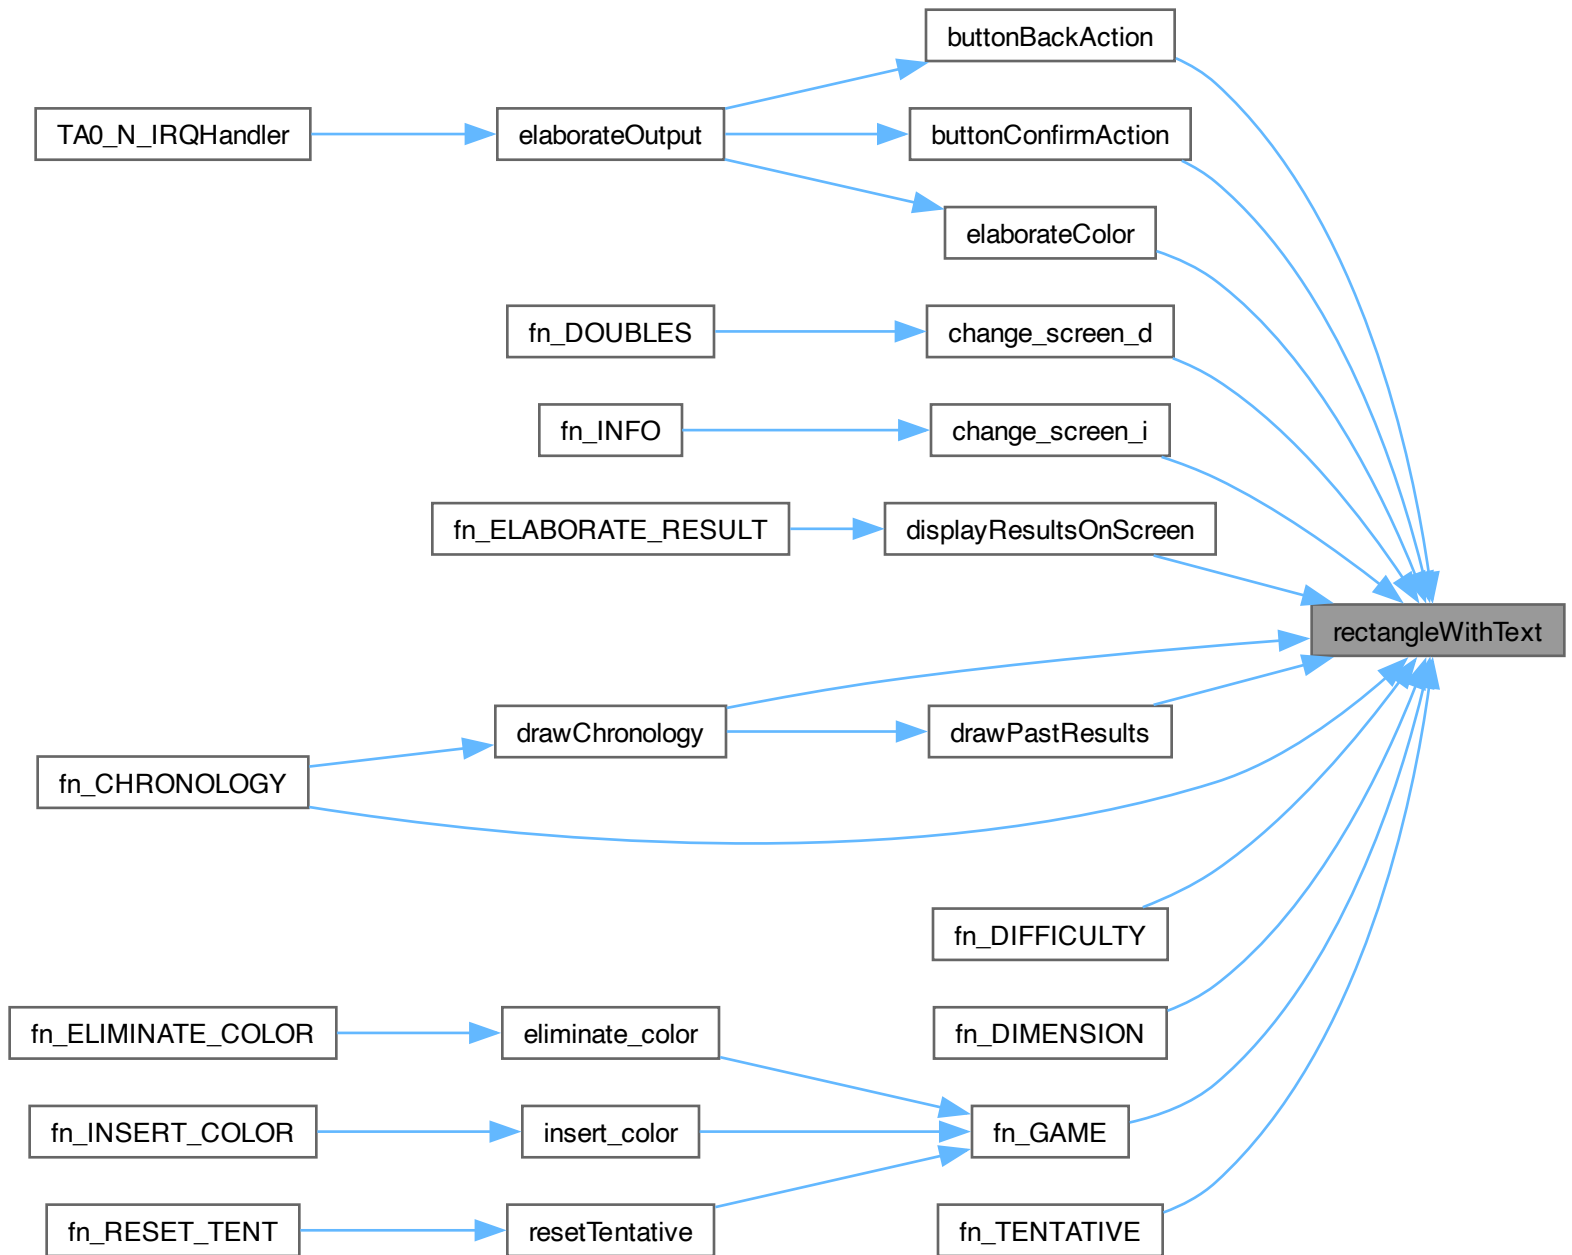 buttonBackAction
TA0_N_IRQHandler
elaborateOutput
buttonConfirmAction
elaborateColor
fn_DOUBLES
change_screen_d
fn_INFO
change_screen_i
fn_ELABORATE_RESULT
displayResultsOnScreen
rectangleWithText
drawChronology
drawPastResults
fn_CHRONOLOGY
fn_DIFFICULTY
fn_ELIMINATE_COLOR
eliminate_color
fn_DIMENSION
fn_INSERT_COLOR
insert_color
fn_GAME
fn_RESET_TENT
resetTentative
fn_TENTATIVE